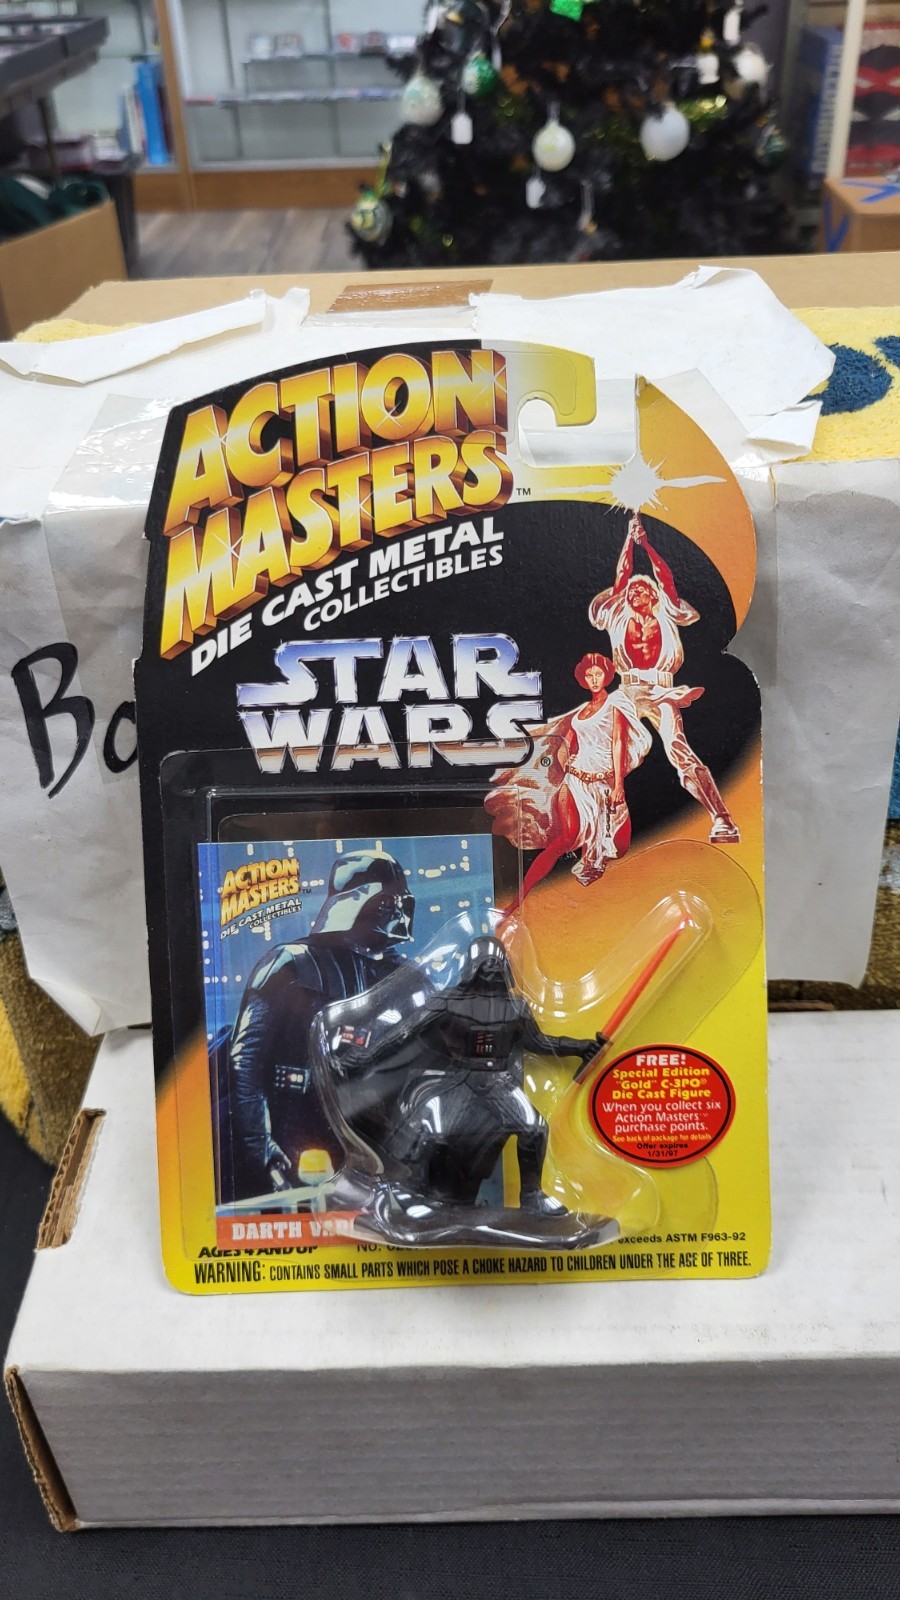 ACTION
MASTERS
TM
DIE CAST METAL
COLLECTIBLES
STAR
WARS
®
Bo
ACTION
MASTERS
TM
DIE CAST METAL
COLLECTIBLES
FREE!
Special Edition
"Gold" C-3PO®
Die Cast Figure
When you collect six
Action Masters™
purchase points.
See back of package for details
Offer expires
1/31/97
DARTH
AGES 4 AND UP
No.
exceeds ASTM F963-92
WARNING: CONTAINS SMALL PARTS WHICH POSE A CHOKE HAZARD TO CHILDREN UNDER THE AGE OF THREE.